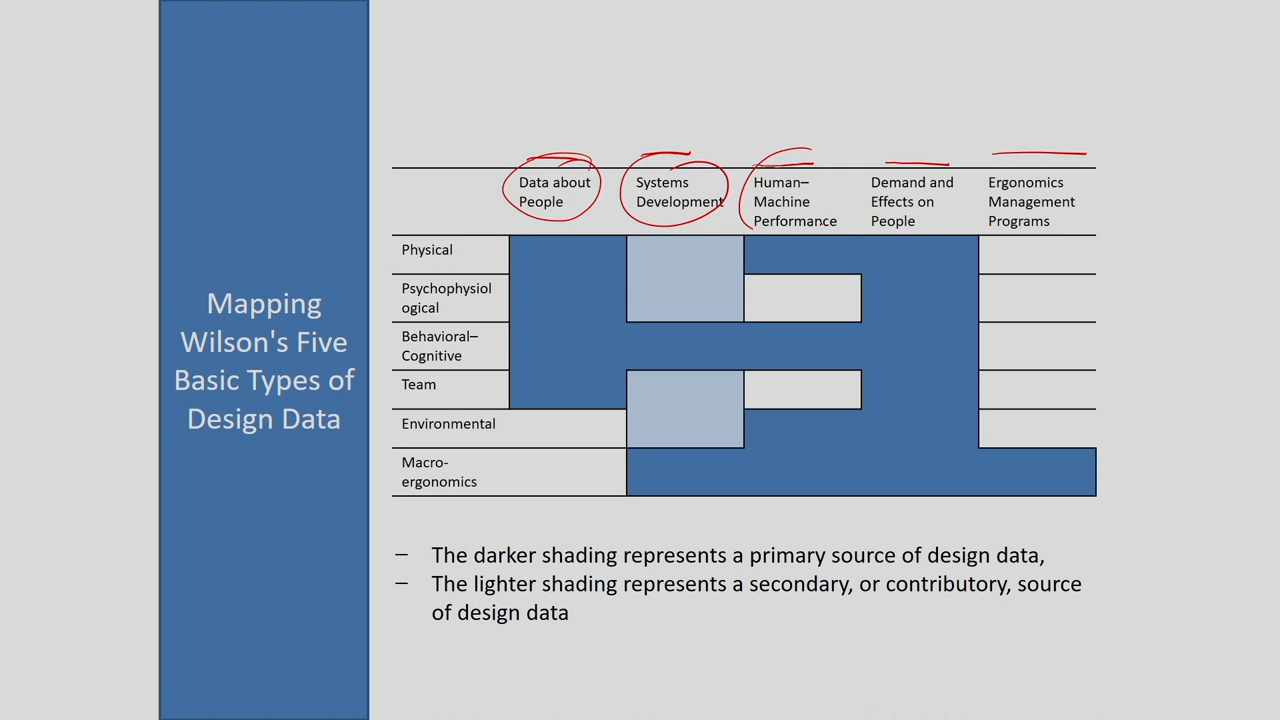 Mapping
Wilson's Five
Basic Types of
Design Data
Data about
People
Systems
Development
Human–
Machine
Performance
Demand and
Effects on
People
Ergonomics
Management
Programs
Physical
Psychophysiol
ogical
Behavioral–
Cognitive
Team
Environmental
Macro-
ergonomics
– The darker shading represents a primary source of design data,
– The lighter shading represents a secondary, or contributory, source
of design data